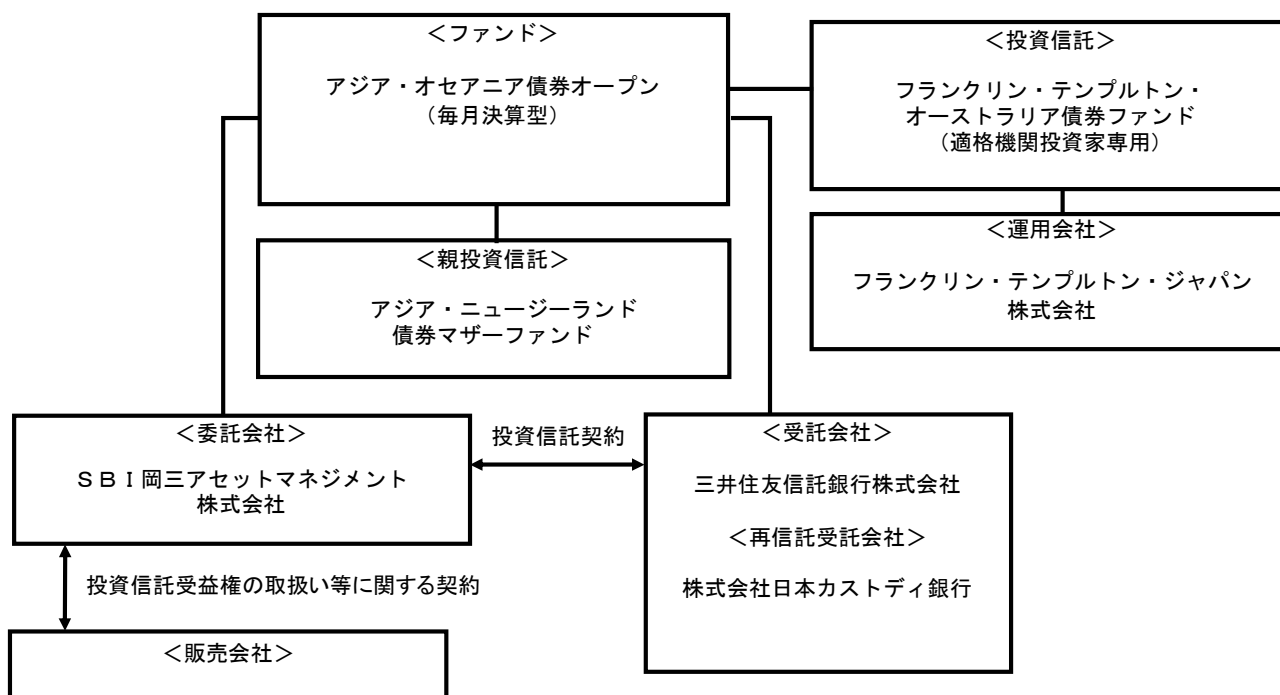 ＜ファンド＞
アジア・オセアニア債券オープン
（毎月決算型）
＜投資信託＞
フランクリン・テンプルトン・
オーストラリア債券ファンド
（適格機関投資家専用）
＜運用会社＞
フランクリン・テンプルトン・ジャパン
株式会社
＜親投資信託＞
アジア・ニュージーランド
債券マザーファンド
＜委託会社＞
ＳＢＩ岡三アセットマネジメント
株式会社
投資信託契約
＜受託会社＞
三井住友信託銀行株式会社
＜再信託受託会社＞
株式会社日本カストディ銀行
投資信託受益権の取扱い等に関する契約
＜販売会社＞